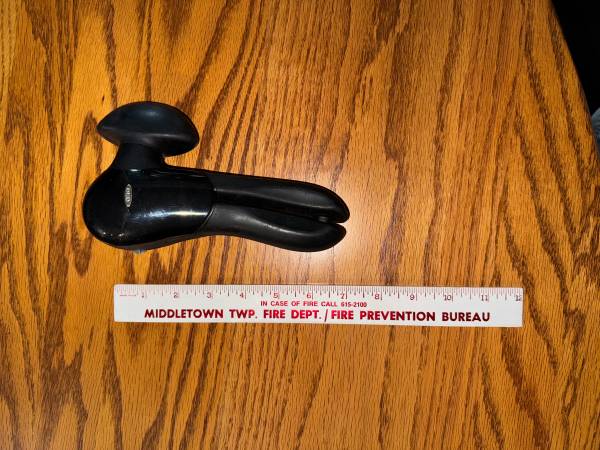 OXO
1 2 3 4 5 6 7 8 9 10 11 12
IN CASE OF FIRE CALL 615-2100
MIDDLETOWN TWP. FIRE DEPT. / FIRE PREVENTION BUREAU